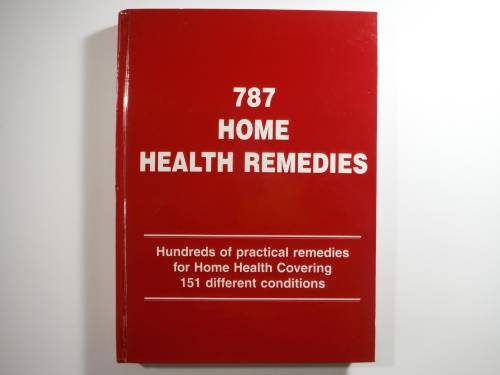 787
HOME
HEALTH REMEDIES
Hundreds of practical remedies
for Home Health Covering
151 different conditions